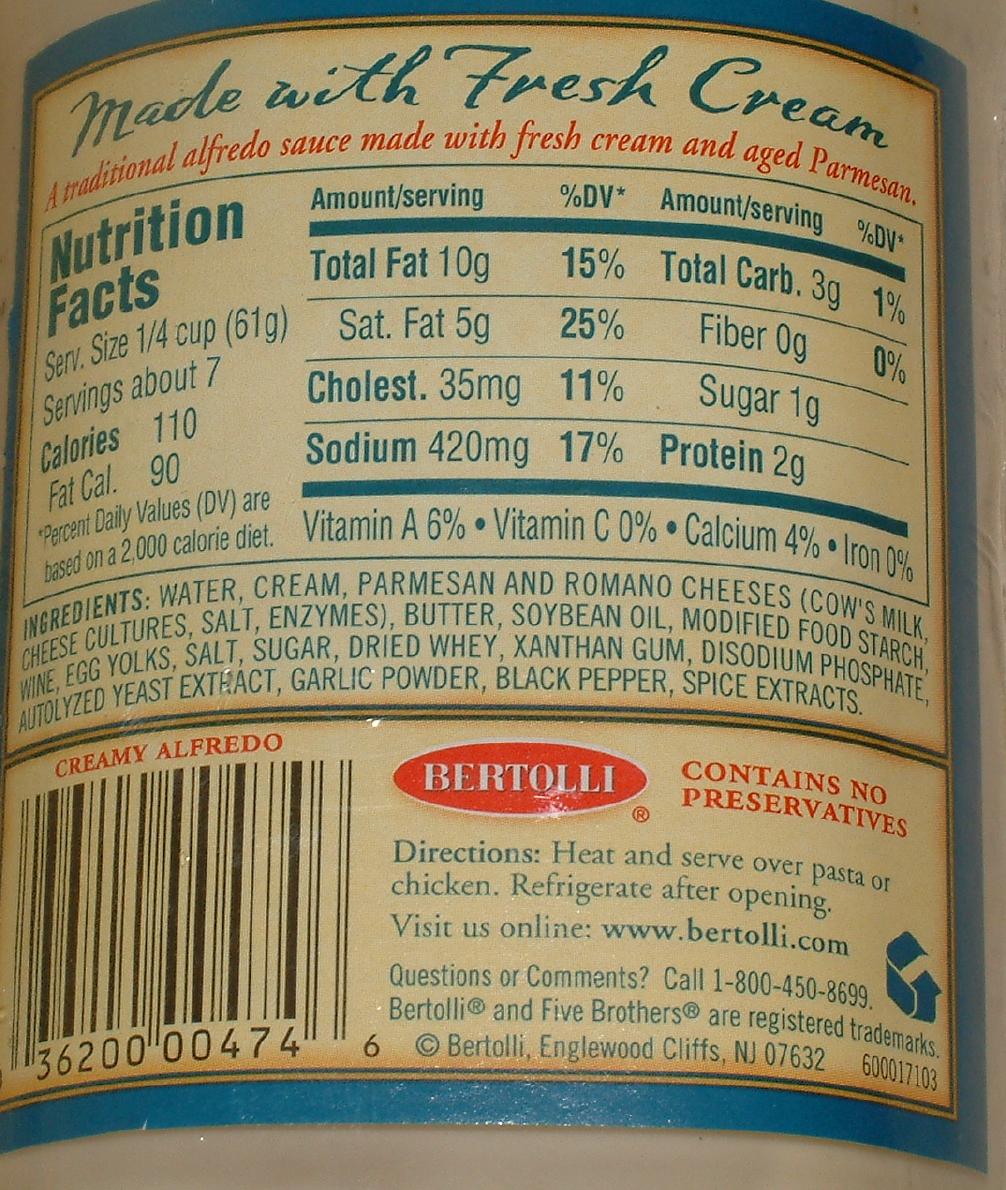 Made with Fresh Cream
A traditional alfredo sauce made with fresh cream and aged Parmesan.
Nutrition
Facts
Serv. Size 1/4 cup (61g)
Servings about 7
Calories 110
Fat Cal. 90
*Percent Daily Values (DV) are
based on a 2,000 calorie diet.
Amount/serving %DV* Amount/serving %DV*
Total Fat 10g 15% Total Carb. 3g 1%
Sat. Fat 5g 25% Fiber 0g 0%
Cholest. 35mg 11% Sugar 1g
Sodium 420mg 17% Protein 2g
Vitamin A 6% • Vitamin C 0% • Calcium 4% • Iron 0%
INGREDIENTS: WATER, CREAM, PARMESAN AND ROMANO CHEESES (COW'S MILK,
CHEESE CULTURES, SALT, ENZYMES), BUTTER, SOYBEAN OIL, MODIFIED FOOD STARCH,
WINE, EGG YOLKS, SALT, SUGAR, DRIED WHEY, XANTHAN GUM, DISODIUM PHOSPHATE,
AUTOLYZED YEAST EXTRACT, GARLIC POWDER, BLACK PEPPER, SPICE EXTRACTS.
CREAMY ALFREDO
36200 00474 6
BERTOLLI®
CONTAINS NO
PRESERVATIVES
Directions: Heat and serve over pasta or
chicken. Refrigerate after opening.
Visit us online: www.bertolli.com
Questions or Comments? Call 1-800-450-8699.
Bertolli® and Five Brothers® are registered trademarks.
© Bertolli, Englewood Cliffs, NJ 07632 600017103